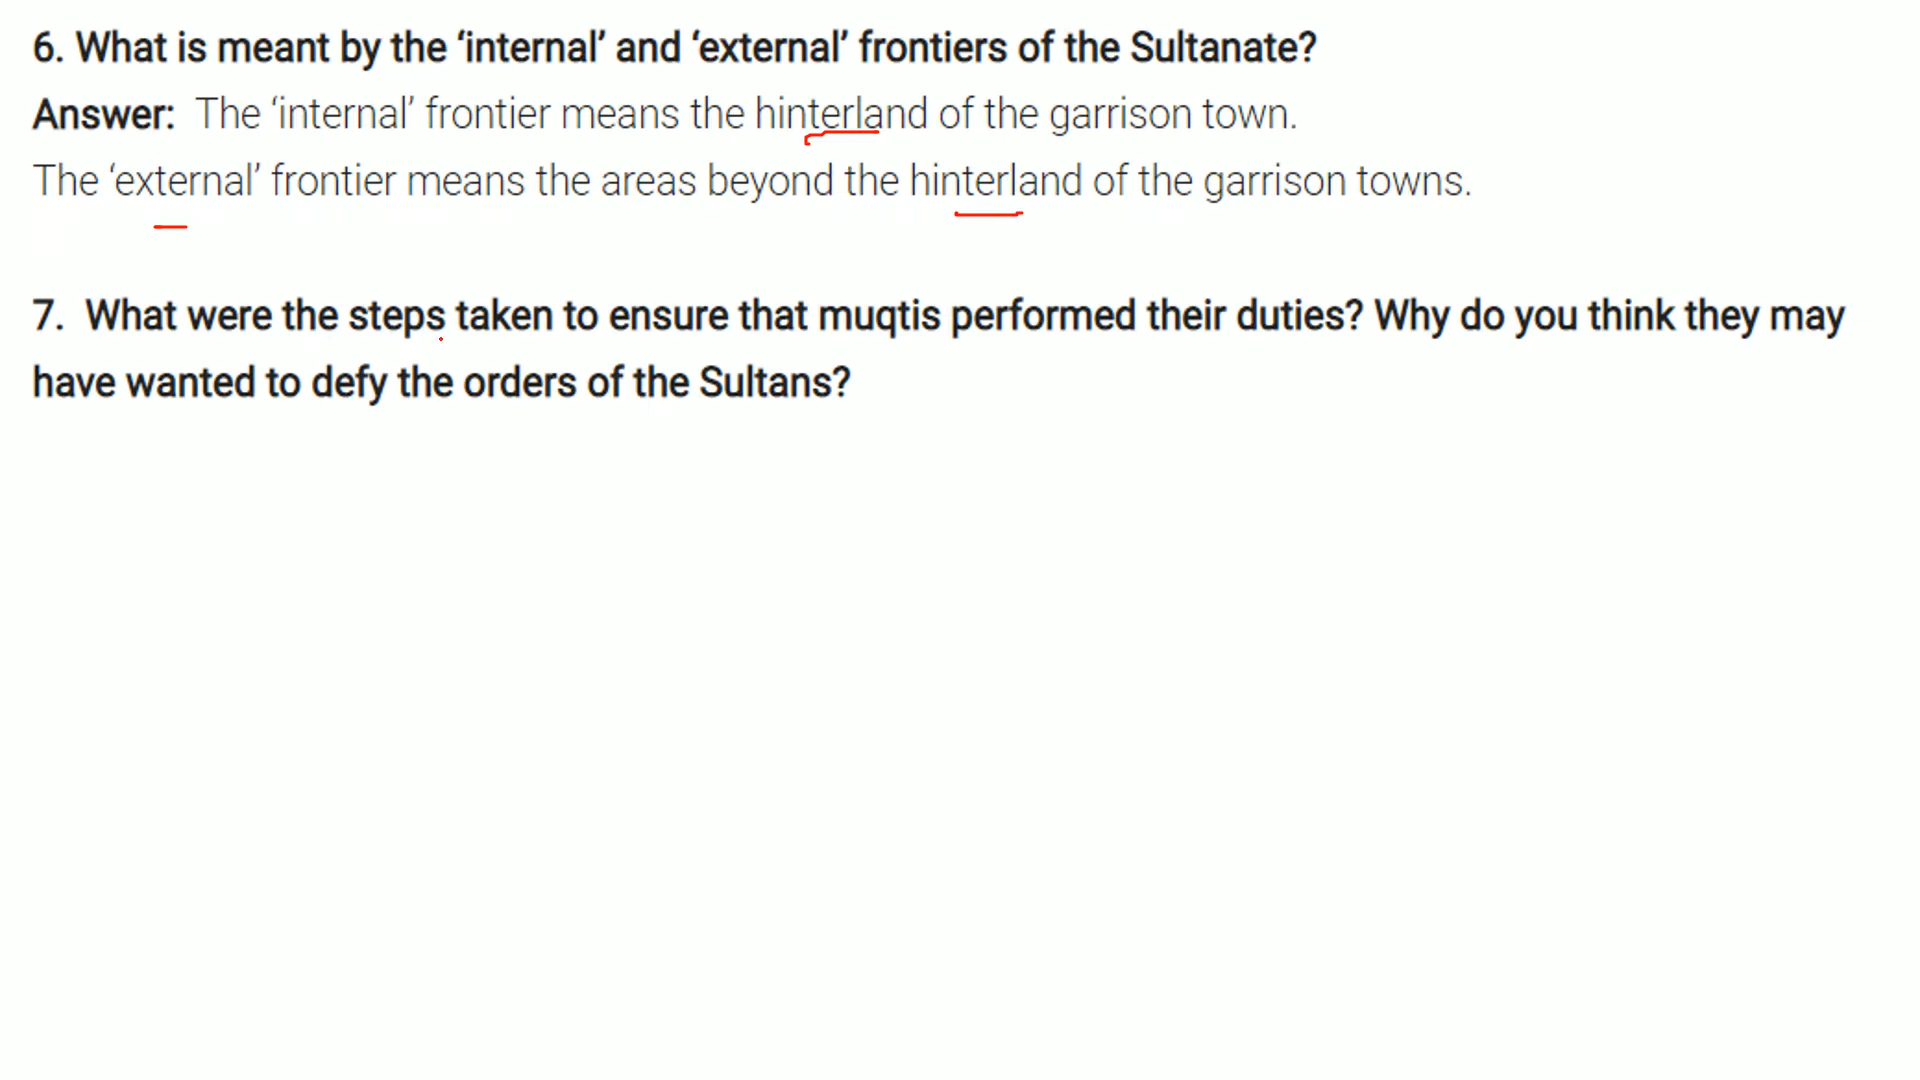 6. What is meant by the ‘internal’ and ‘external’ frontiers of the Sultanate?
Answer: The ‘internal’ frontier means the hinterland of the garrison town.
The ‘external’ frontier means the areas beyond the hinterland of the garrison towns.
7. What were the steps taken to ensure that muqtis performed their duties? Why do you think they may
have wanted to defy the orders of the Sultans?